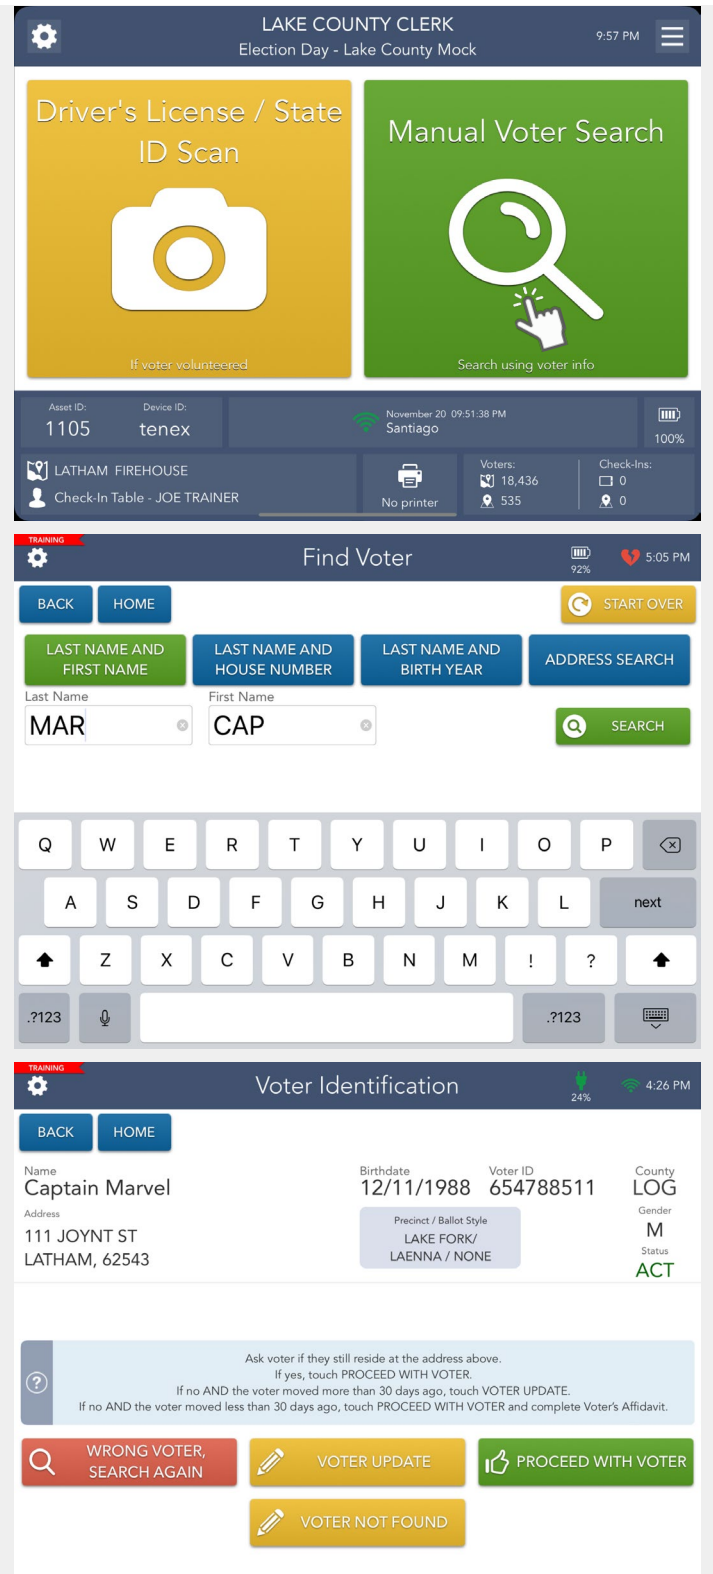 LAKE COUNTY CLERK
Election Day - Lake County Mock
9:57 PM
Driver's License / State
ID Scan
If voter volunteered
Manual Voter Search
Search using voter info
Asset ID:
1105
Device ID:
tenex
November 20 09:51:38 PM
Santiago
100%
LATHAM FIREHOUSE
Check-In Table - JOE TRAINER
No printer
Voters:
18,436
535
Check-Ins:
0
0
TRAINING
Find Voter
92%
5:05 PM
BACK
HOME
START OVER
LAST NAME AND
FIRST NAME
LAST NAME AND
HOUSE NUMBER
LAST NAME AND
BIRTH YEAR
ADDRESS SEARCH
Last Name
First Name
MAR
CAP
SEARCH
Q W E R T Y U I O P
A S D F G H J K L next
Z X C V B N M ! ?
.?123 .?123
TRAINING
Voter Identification
24%
4:26 PM
BACK
HOME
Name
Captain Marvel
Birthdate
12/11/1988
Voter ID
654788511
County
LOG
Address
111 JOYNT ST
LATHAM, 62543
Precinct / Ballot Style
LAKE FORK/
LAENNA / NONE
Gender
M
Status
ACT
Ask voter if they still reside at the address above.
If yes, touch PROCEED WITH VOTER.
If no AND the voter moved more than 30 days ago, touch VOTER UPDATE.
If no AND the voter moved less than 30 days ago, touch PROCEED WITH VOTER and complete Voter's Affidavit.
WRONG VOTER,
SEARCH AGAIN
VOTER UPDATE
PROCEED WITH VOTER
VOTER NOT FOUND